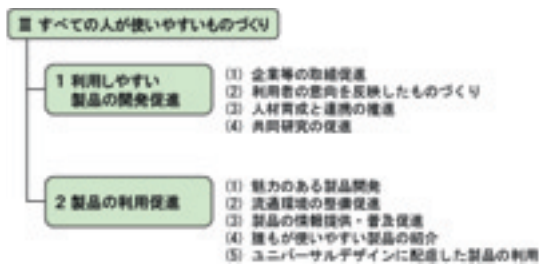 Ⅲ すべての人が使いやすいものづくり
1 利用しやすい
製品の開発促進
(1) 企業等の取組促進
(2) 利用者の意向を反映したものづくり
(3) 人材育成と連携の推進
(4) 共同研究の促進
2 製品の利用促進
(1) 魅力のある製品開発
(2) 流通環境の整備促進
(3) 製品の情報提供・普及促進
(4) 誰もが使いやすい製品の紹介
(5) ユニバーサルデザインに配慮した製品の利用